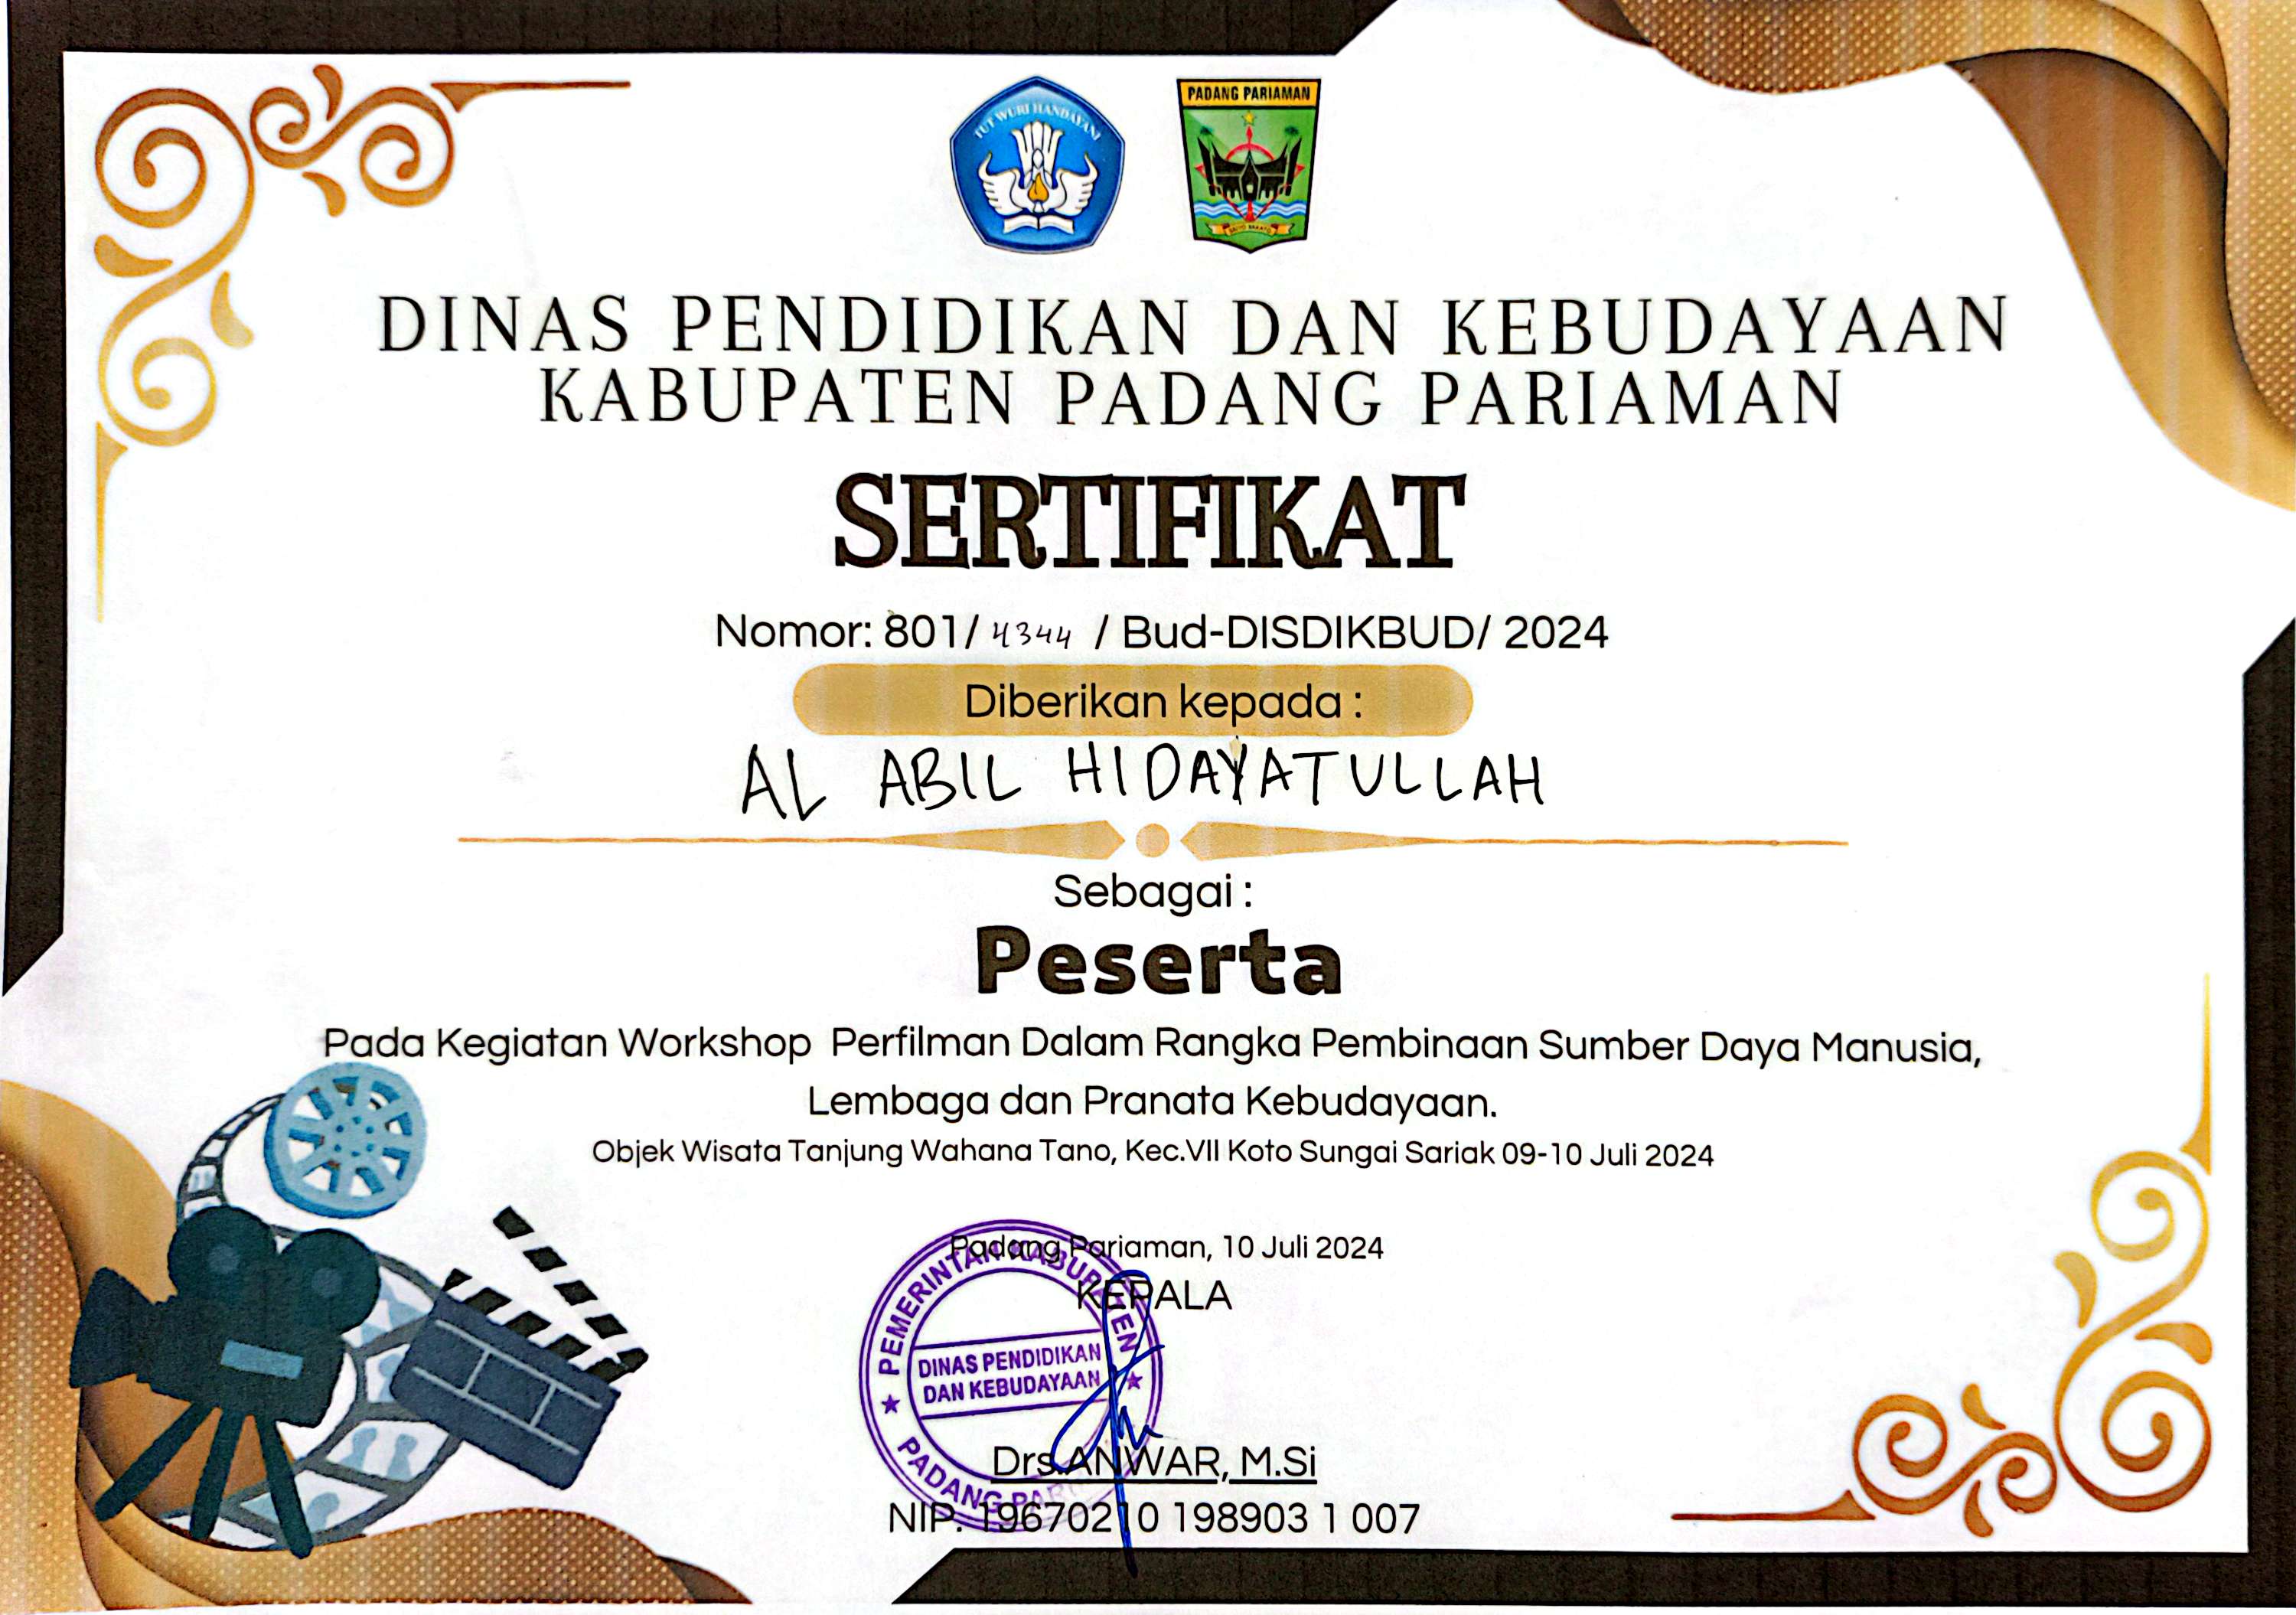 TUT WURI HANDAYANI
PADANG PARIAMAN
DINAS PENDIDIKAN DAN KEBUDAYAAN
KABUPATEN PADANG PARIAMAN
SERTIFIKAT
Nomor: 801/ 4344 / Bud-DISDIKBUD/ 2024
Diberikan kepada :
AL ABIL HIDAYATULLAH
Sebagai :
Peserta
Pada Kegiatan Workshop Perfilman Dalam Rangka Pembinaan Sumber Daya Manusia,
Lembaga dan Pranata Kebudayaan.
Objek Wisata Tanjung Wahana Tano, Kec.VII Koto Sungai Sariak 09-10 Juli 2024
Padang Pariaman, 10 Juli 2024
KEPALA
PEMERINTAH KABUPATEN
DINAS PENDIDIKAN
DAN KEBUDAYAAN
PADANG
Drs.ANWAR, M.Si
NIP. 19670210 198903 1 007